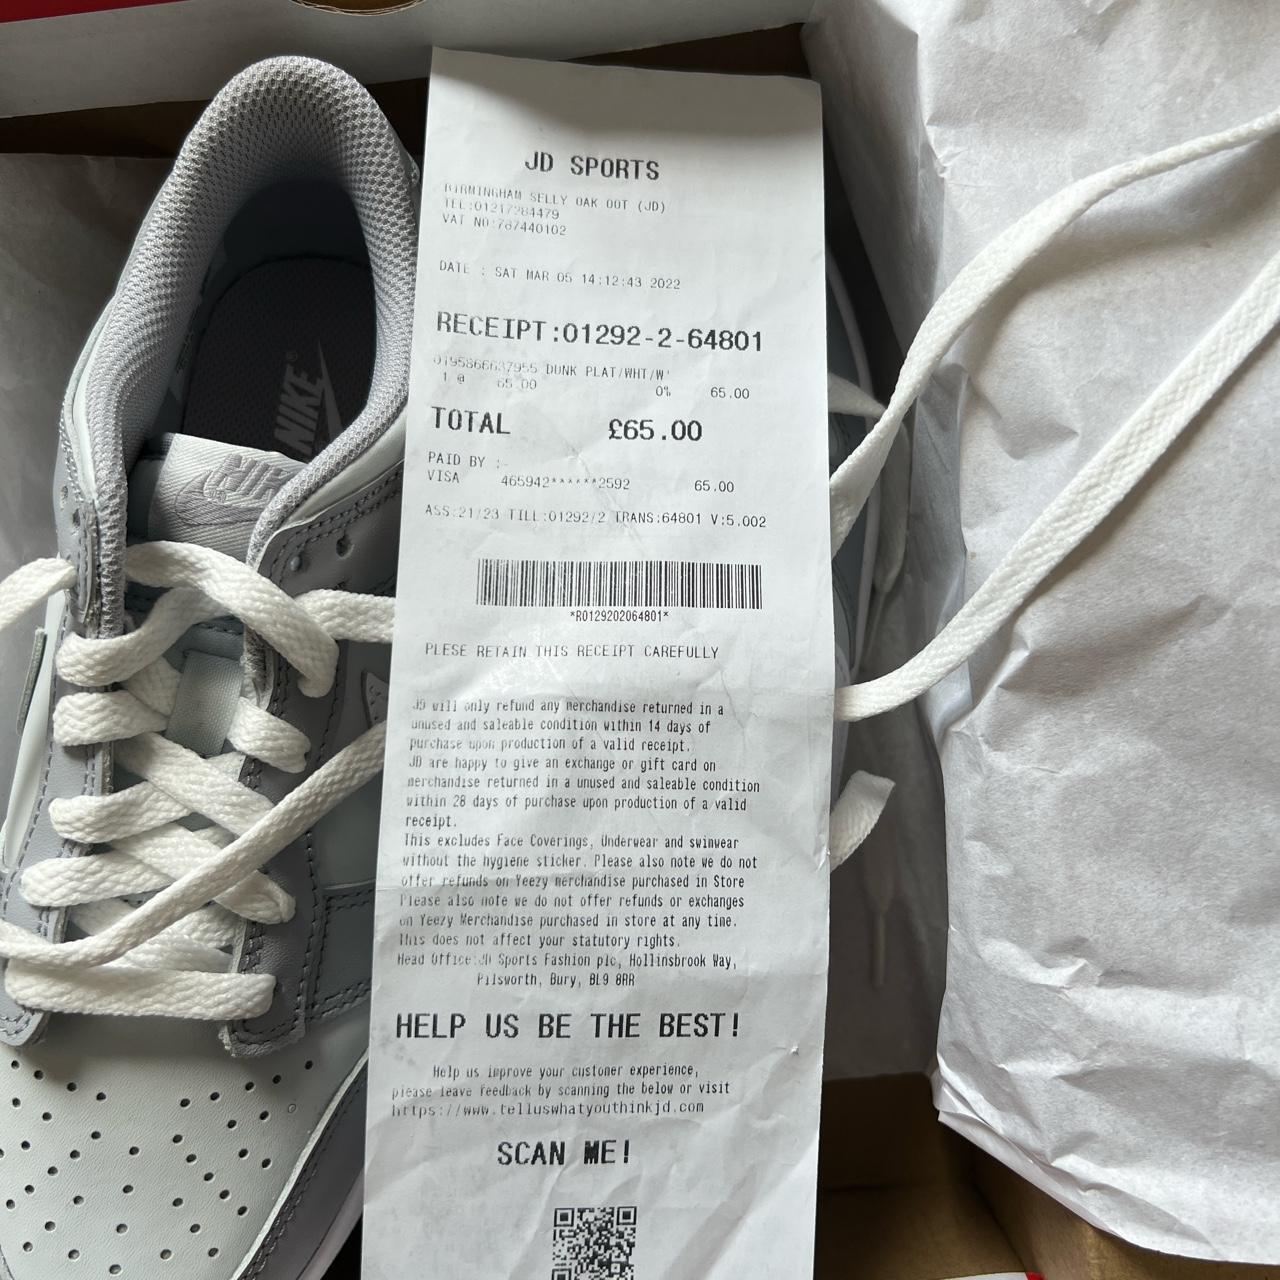 JD SPORTS
BIRMINGHAM SELLY OAK OOT (JD)
TEL:01217284479
VAT NO:787440102
DATE : SAT MAR 05 14:12:43 2022
RECEIPT:01292-2-64801
0195866637955 DUNK PLAT/WHT/W'
1 @ 65.00 0% 65.00
TOTAL £65.00
PAID BY :-
VISA 465942******2592 65.00
ASS:21/23 TILL:01292/2 TRANS:64801 V:5.002
*R0129202064801*
PLESE RETAIN THIS RECEIPT CAREFULLY
JD will only refund any merchandise returned in a
unused and saleable condition within 14 days of
purchase upon production of a valid receipt.
JD are happy to give an exchange or gift card on
merchandise returned in a unused and saleable condition
within 28 days of purchase upon production of a valid
receipt.
This excludes Face Coverings, Underwear and swimwear
without the hygiene sticker. Please also note we do not
offer refunds on Yeezy merchandise purchased in Store
Please also note we do not offer refunds or exchanges
on Yeezy Merchandise purchased in store at any time.
This does not affect your statutory rights.
Head Office:JD Sports Fashion plc, Hollinsbrook Way,
Pilsworth, Bury, BL9 8RR
HELP US BE THE BEST!
Help us improve your customer experience,
please leave feedback by scanning the below or visit
https://www.telluswhatyouthinkjd.com
SCAN ME!
NIKE
NIKE